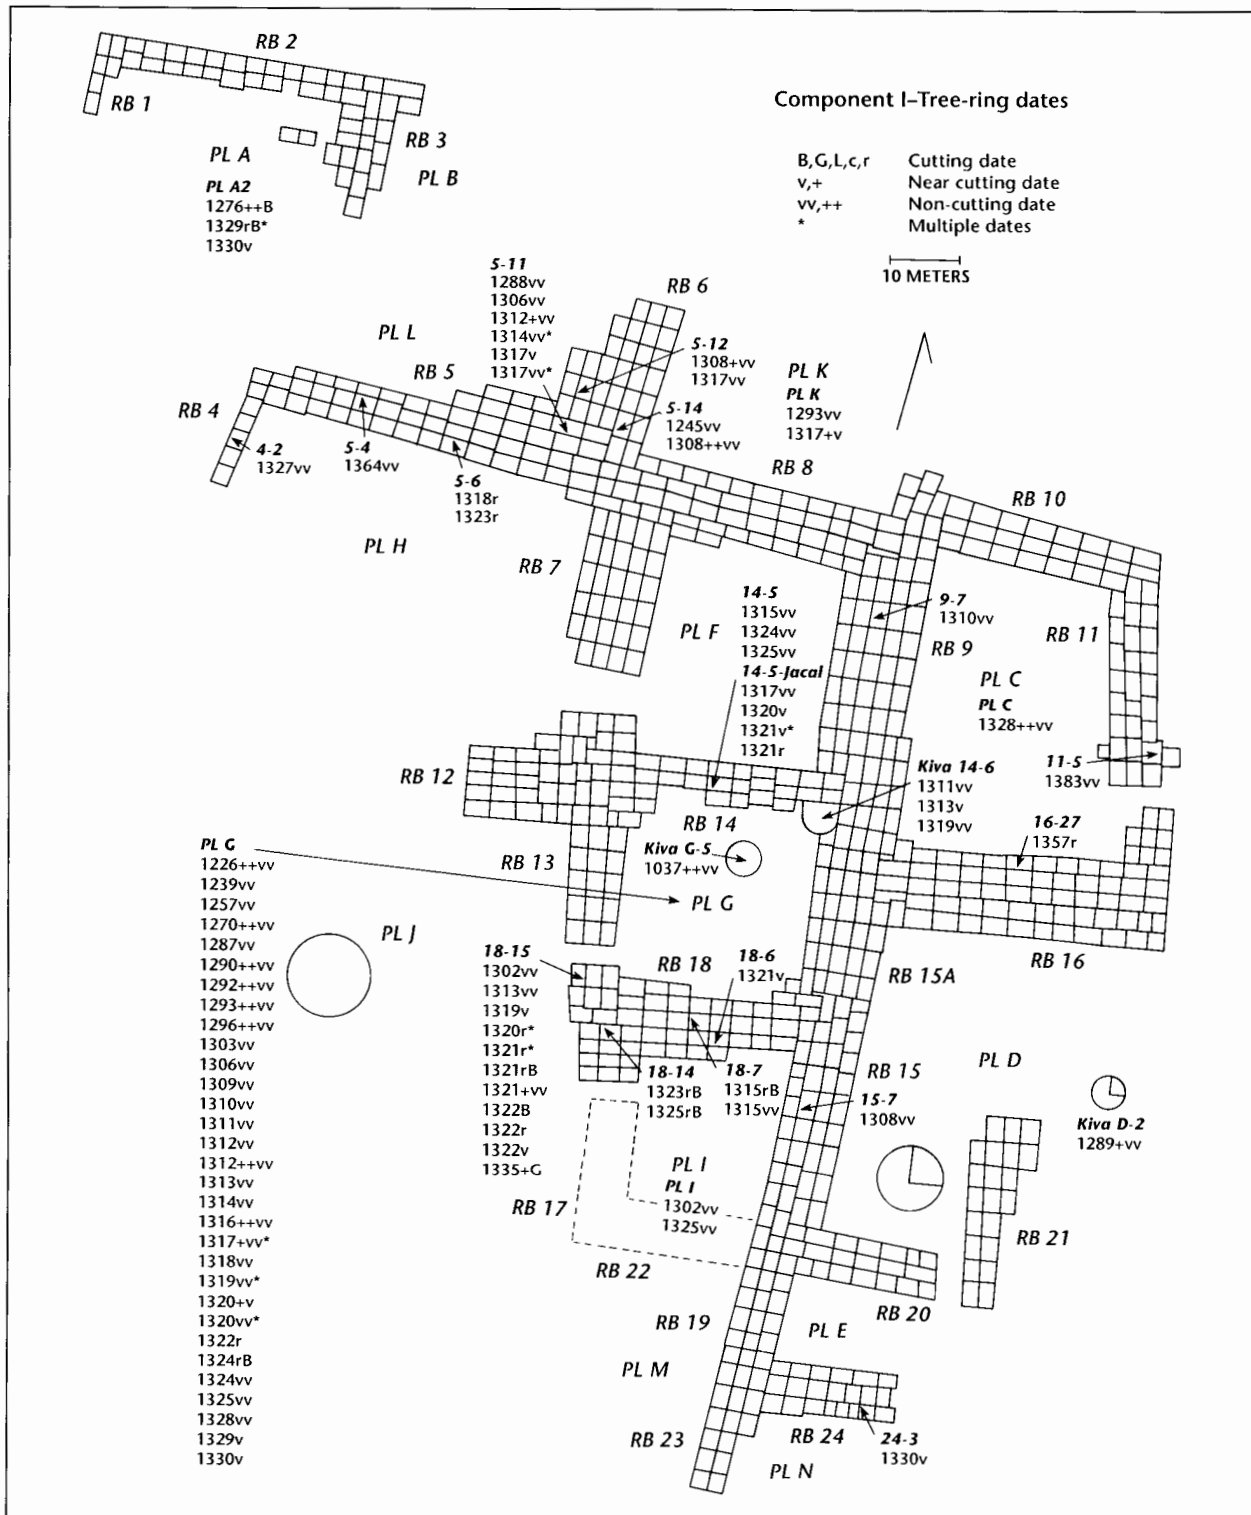 RB 2
RB 1
RB 3
PL A
PL B
PL A2
1276++B
1329rB*
1330v
Component I–Tree-ring dates
B,G,L,c,r Cutting date
v,+ Near cutting date
vv,++ Non-cutting date
* Multiple dates
10 METERS
5-11
1288vv
1306vv
1312+vv
1314vv*
1317v
1317vv*
RB 6
PL L
RB 5
5-12
1308+vv
1317vv
PL K
PL K
1293vv
1317+v
5-14
1245vv
1308++vv
RB 4
4-2
1327vv
5-4
1364vv
5-6
1318r
1323r
RB 8
RB 10
PL H
RB 7
14-5
1315vv
1324vv
1325vv
14-5-Jacal
1317vv
1320v
1321v*
1321r
PL F
9-7
1310vv
RB 9
RB 11
PL C
PL C
1328++vv
11-5
1383vv
RB 12
Kiva 14-6
1311vv
1313v
1319vv
RB 14
16-27
1357r
Kiva G-5
1037++vv
RB 13
PL G
PL G
1226++vv
1239vv
1257vv
1270++vv
1287vv
1290++vv
1292++vv
1293++vv
1296++vv
1303vv
1306vv
1309vv
1310vv
1311vv
1312vv
1312++vv
1313vv
1314vv
1316++vv
1317+vv*
1318vv
1319vv*
1320+v
1320vv*
1322r
1324rB
1324vv
1325vv
1328vv
1329v
1330v
PL J
18-15
1302vv
1313vv
1319v
1320r*
1321r*
1321rB
1321+vv
1322B
1322r
1322v
1335+G
RB 18
18-6
1321v
RB 15A
RB 16
18-14
1323rB
1325rB
18-7
1315rB
1315vv
RB 15
15-7
1308vv
PL D
Kiva D-2
1289+vv
PL I
PL I
1302vv
1325vv
RB 17
RB 22
RB 21
RB 20
RB 19
PL E
PL M
RB 23
RB 24
24-3
1330v
PL N